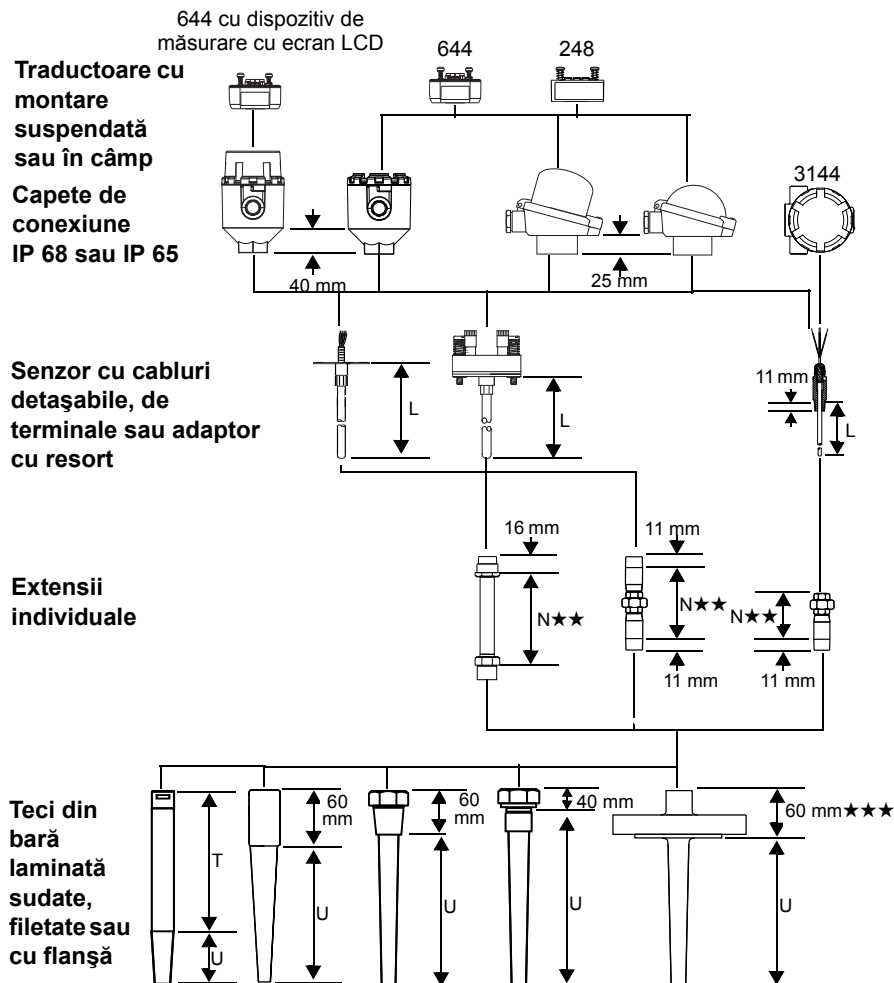 644 cu dispozitiv de
măsurare cu ecran LCD
644
248
Traductoare cu
montare
suspendată
sau în câmp
Capete de
conexiune
IP 68 sau IP 65
3144
40 mm
25 mm
Senzor cu cabluri
detaşabile, de
terminale sau adaptor
cu resort
L
L
11 mm
L
16 mm
11 mm
Extensii
individuale
N★★
N★★
N★★
11 mm
11 mm
Teci din
bară
laminată
sudate,
filetate sau
cu flanşă
60
mm
60
mm
40 mm
60 mm★★★
T
U
U
U
U
U